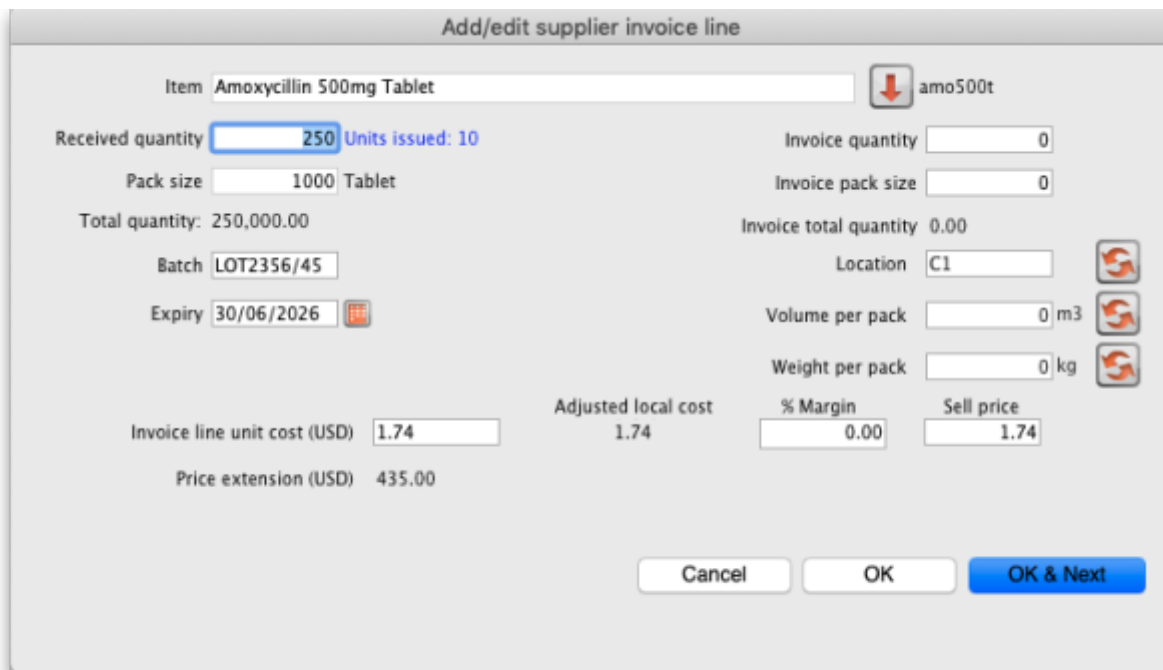 Add/edit supplier invoice line
Item Amoxycillin 500mg Tablet amo500t
Received quantity 250 Units issued: 10 Invoice quantity 0
Pack size 1000 Tablet Invoice pack size 0
Total quantity: 250,000.00 Invoice total quantity 0.00
Batch LOT2356/45 Location C1
Expiry 30/06/2026 Volume per pack 0 m3
Weight per pack 0 kg
Adjusted local cost % Margin Sell price
Invoice line unit cost (USD) 1.74 1.74 0.00 1.74
Price extension (USD) 435.00
Cancel OK OK & Next